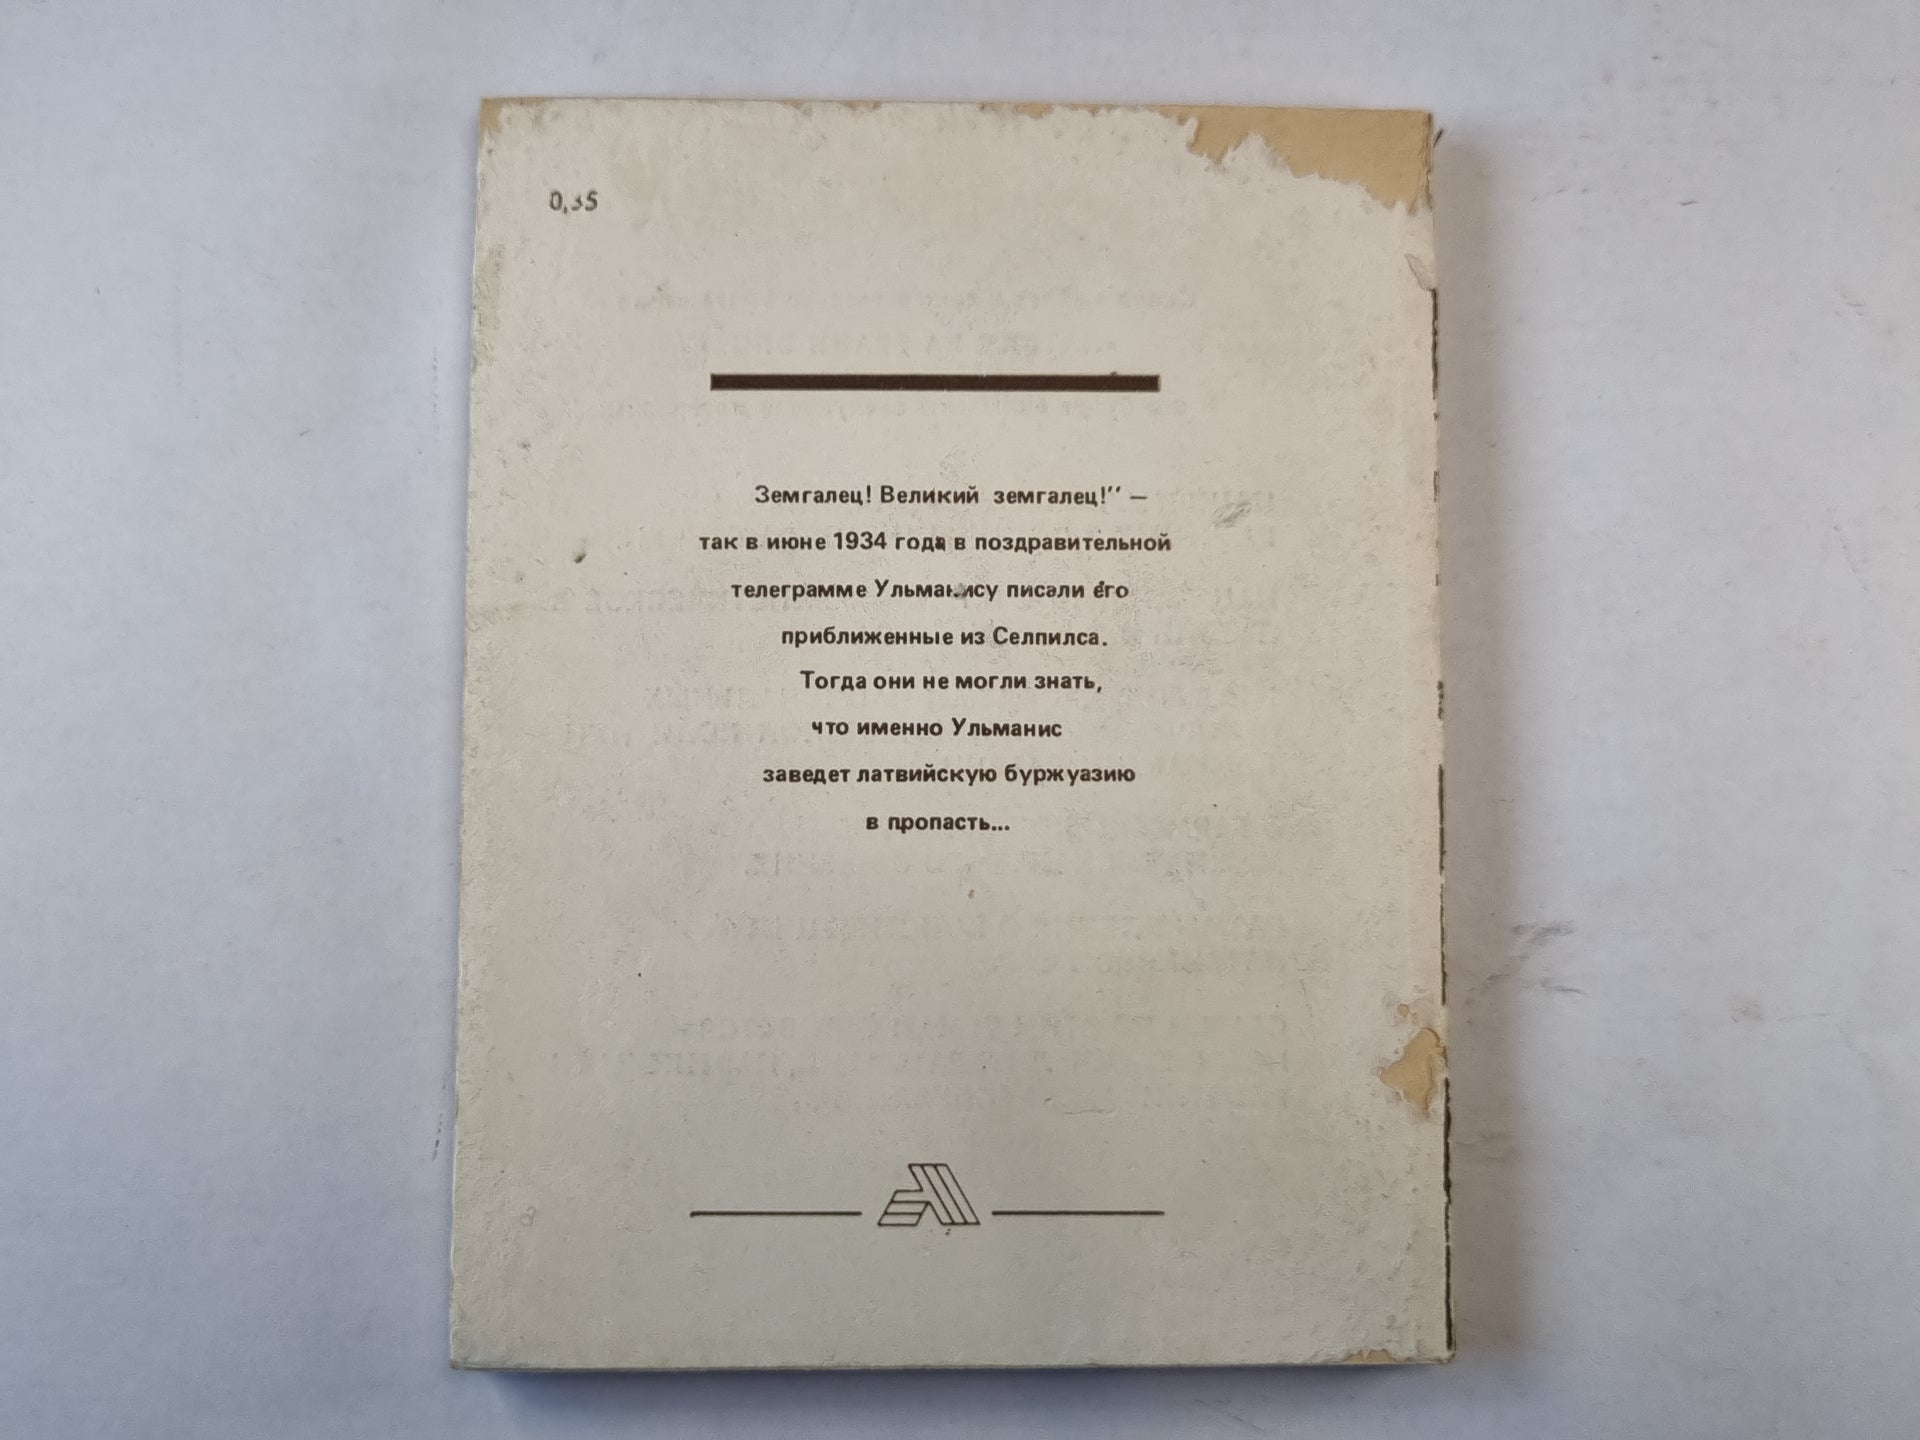 0,35
Земгалец! Великий земгалец!'' —
так в июне 1934 года в поздравительной
телеграмме Ульманису писали его
приближенные из Селпилса.
Тогда они не могли знать,
что именно Ульманис
заведет латвийскую буржуазию
в пропасть...